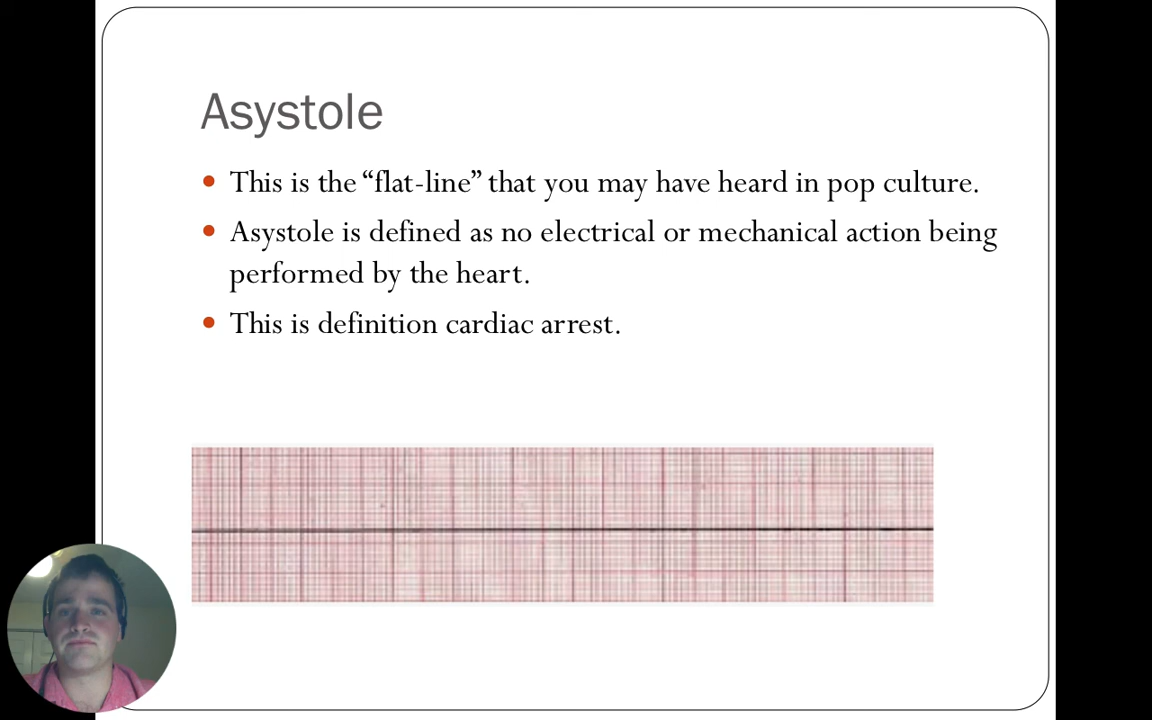 Asystole
This is the “flat-line” that you may have heard in pop culture.
Asystole is defined as no electrical or mechanical action being
performed by the heart.
This is definition cardiac arrest.